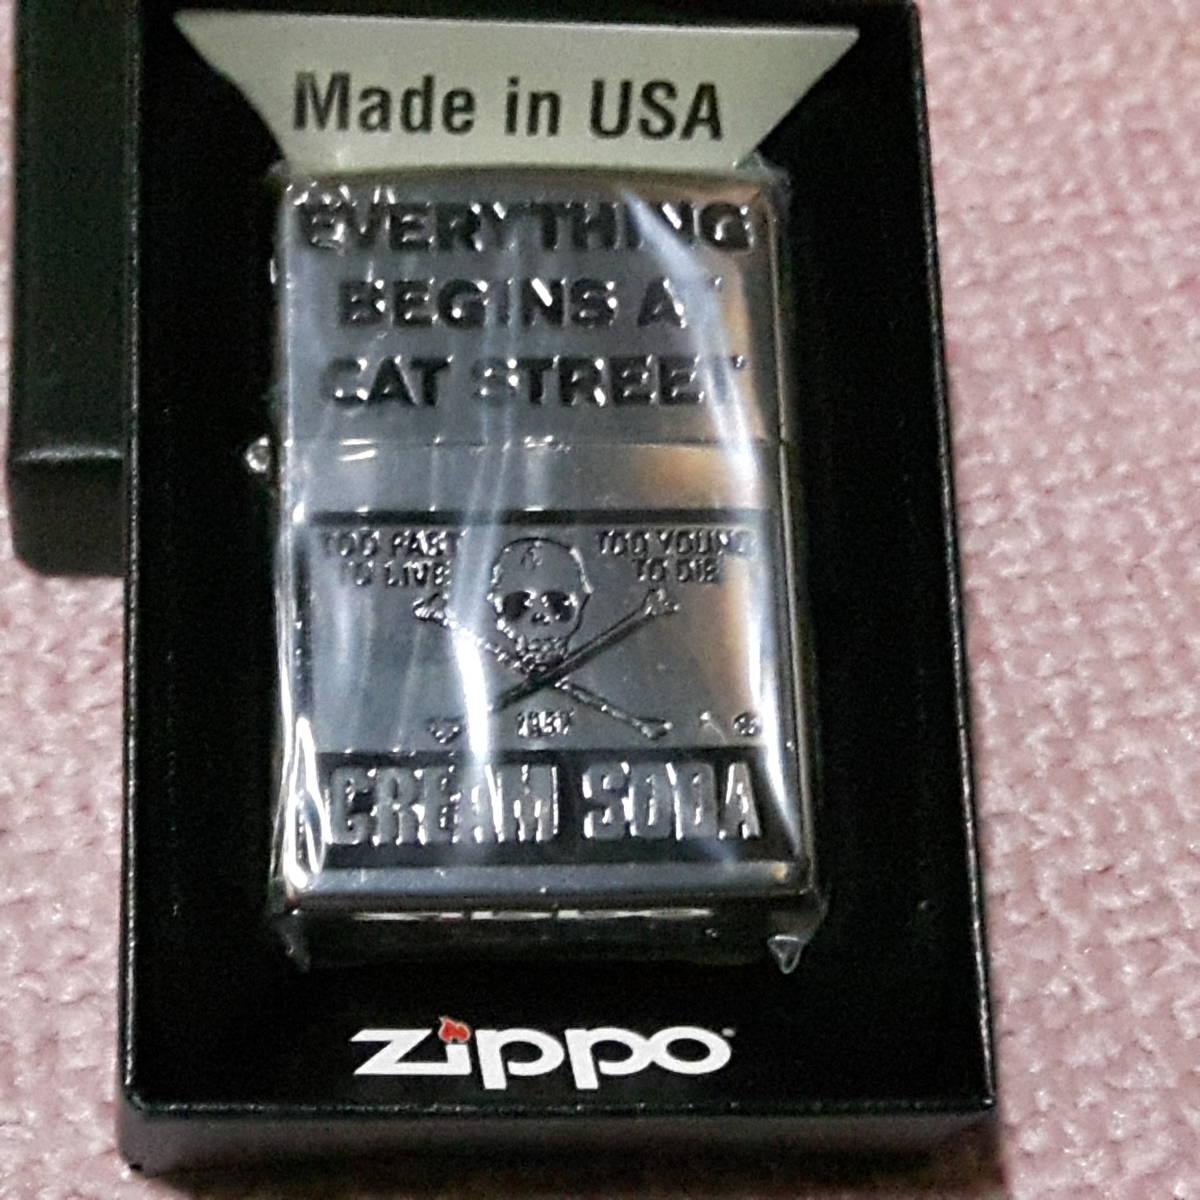 Made in USA
EVERYTHING
BEGINS AT
CAT STREET
TOO FAST
TO LIVE
TOO YOUNG
TO DIE
CREAM SODA
zippo